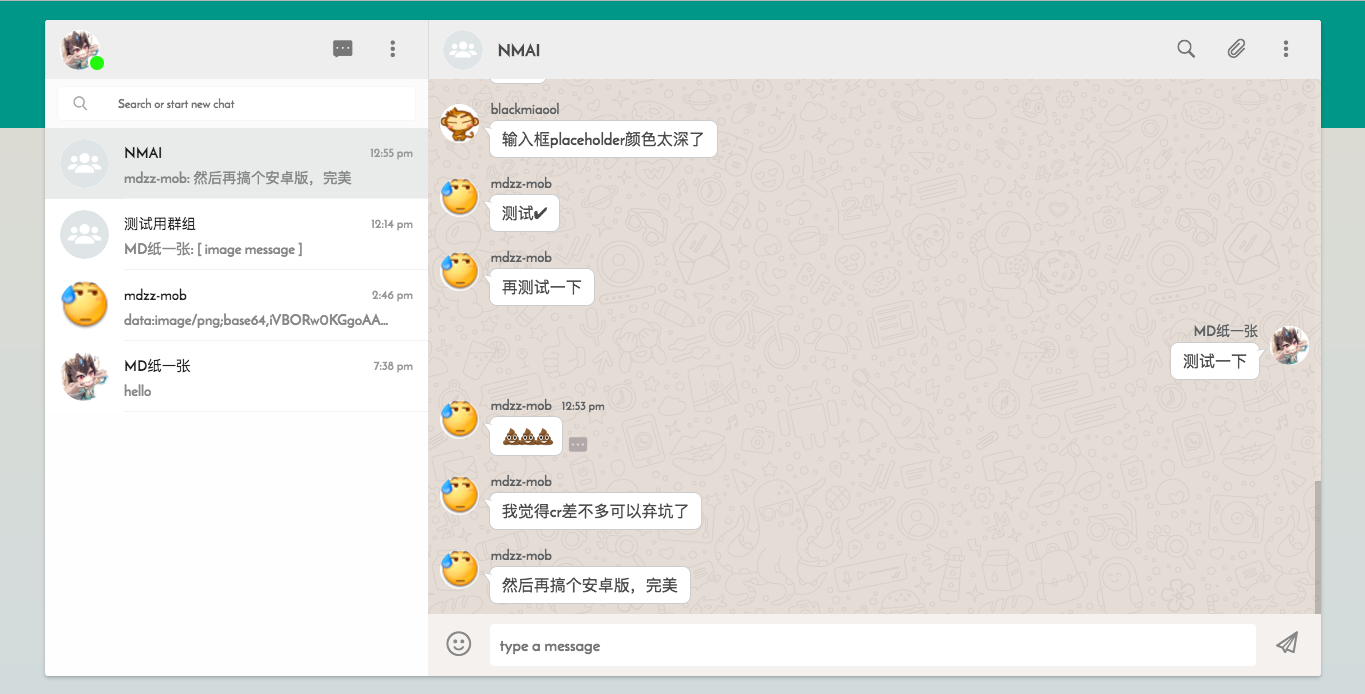 Search or start new chat
NMAI 12:55 pm
mdzz-mob: 然后再搞个安卓版，完美
测试用群组 12:14 pm
MD纸一张: [ image message ]
mdzz-mob 2:46 pm
data:image/png;base64,iVBORw0KGgoAA...
MD纸一张 7:38 pm
hello
NMAI
blackmiaool
输入框placeholder颜色太深了
mdzz-mob
测试✔
mdzz-mob
再测试一下
MD纸一张
测试一下
mdzz-mob 12:53 pm
💩💩💩
mdzz-mob
我觉得cr差不多可以弃坑了
mdzz-mob
然后再搞个安卓版，完美
type a message